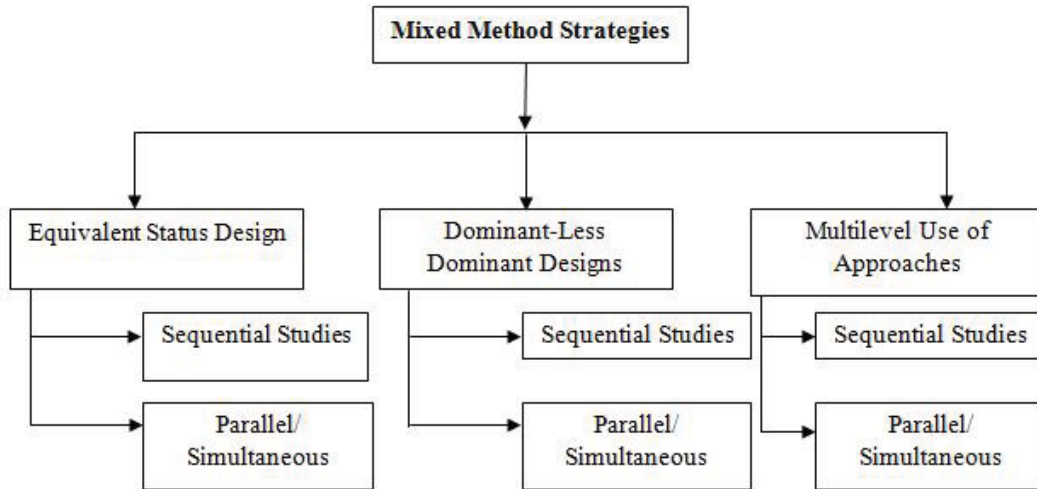 Mixed Method Strategies
Equivalent Status Design
Dominant-Less
Dominant Designs
Multilevel Use of
Approaches
Sequential Studies
Sequential Studies
Sequential Studies
Parallel/
Simultaneous
Parallel/
Simultaneous
Parallel/
Simultaneous